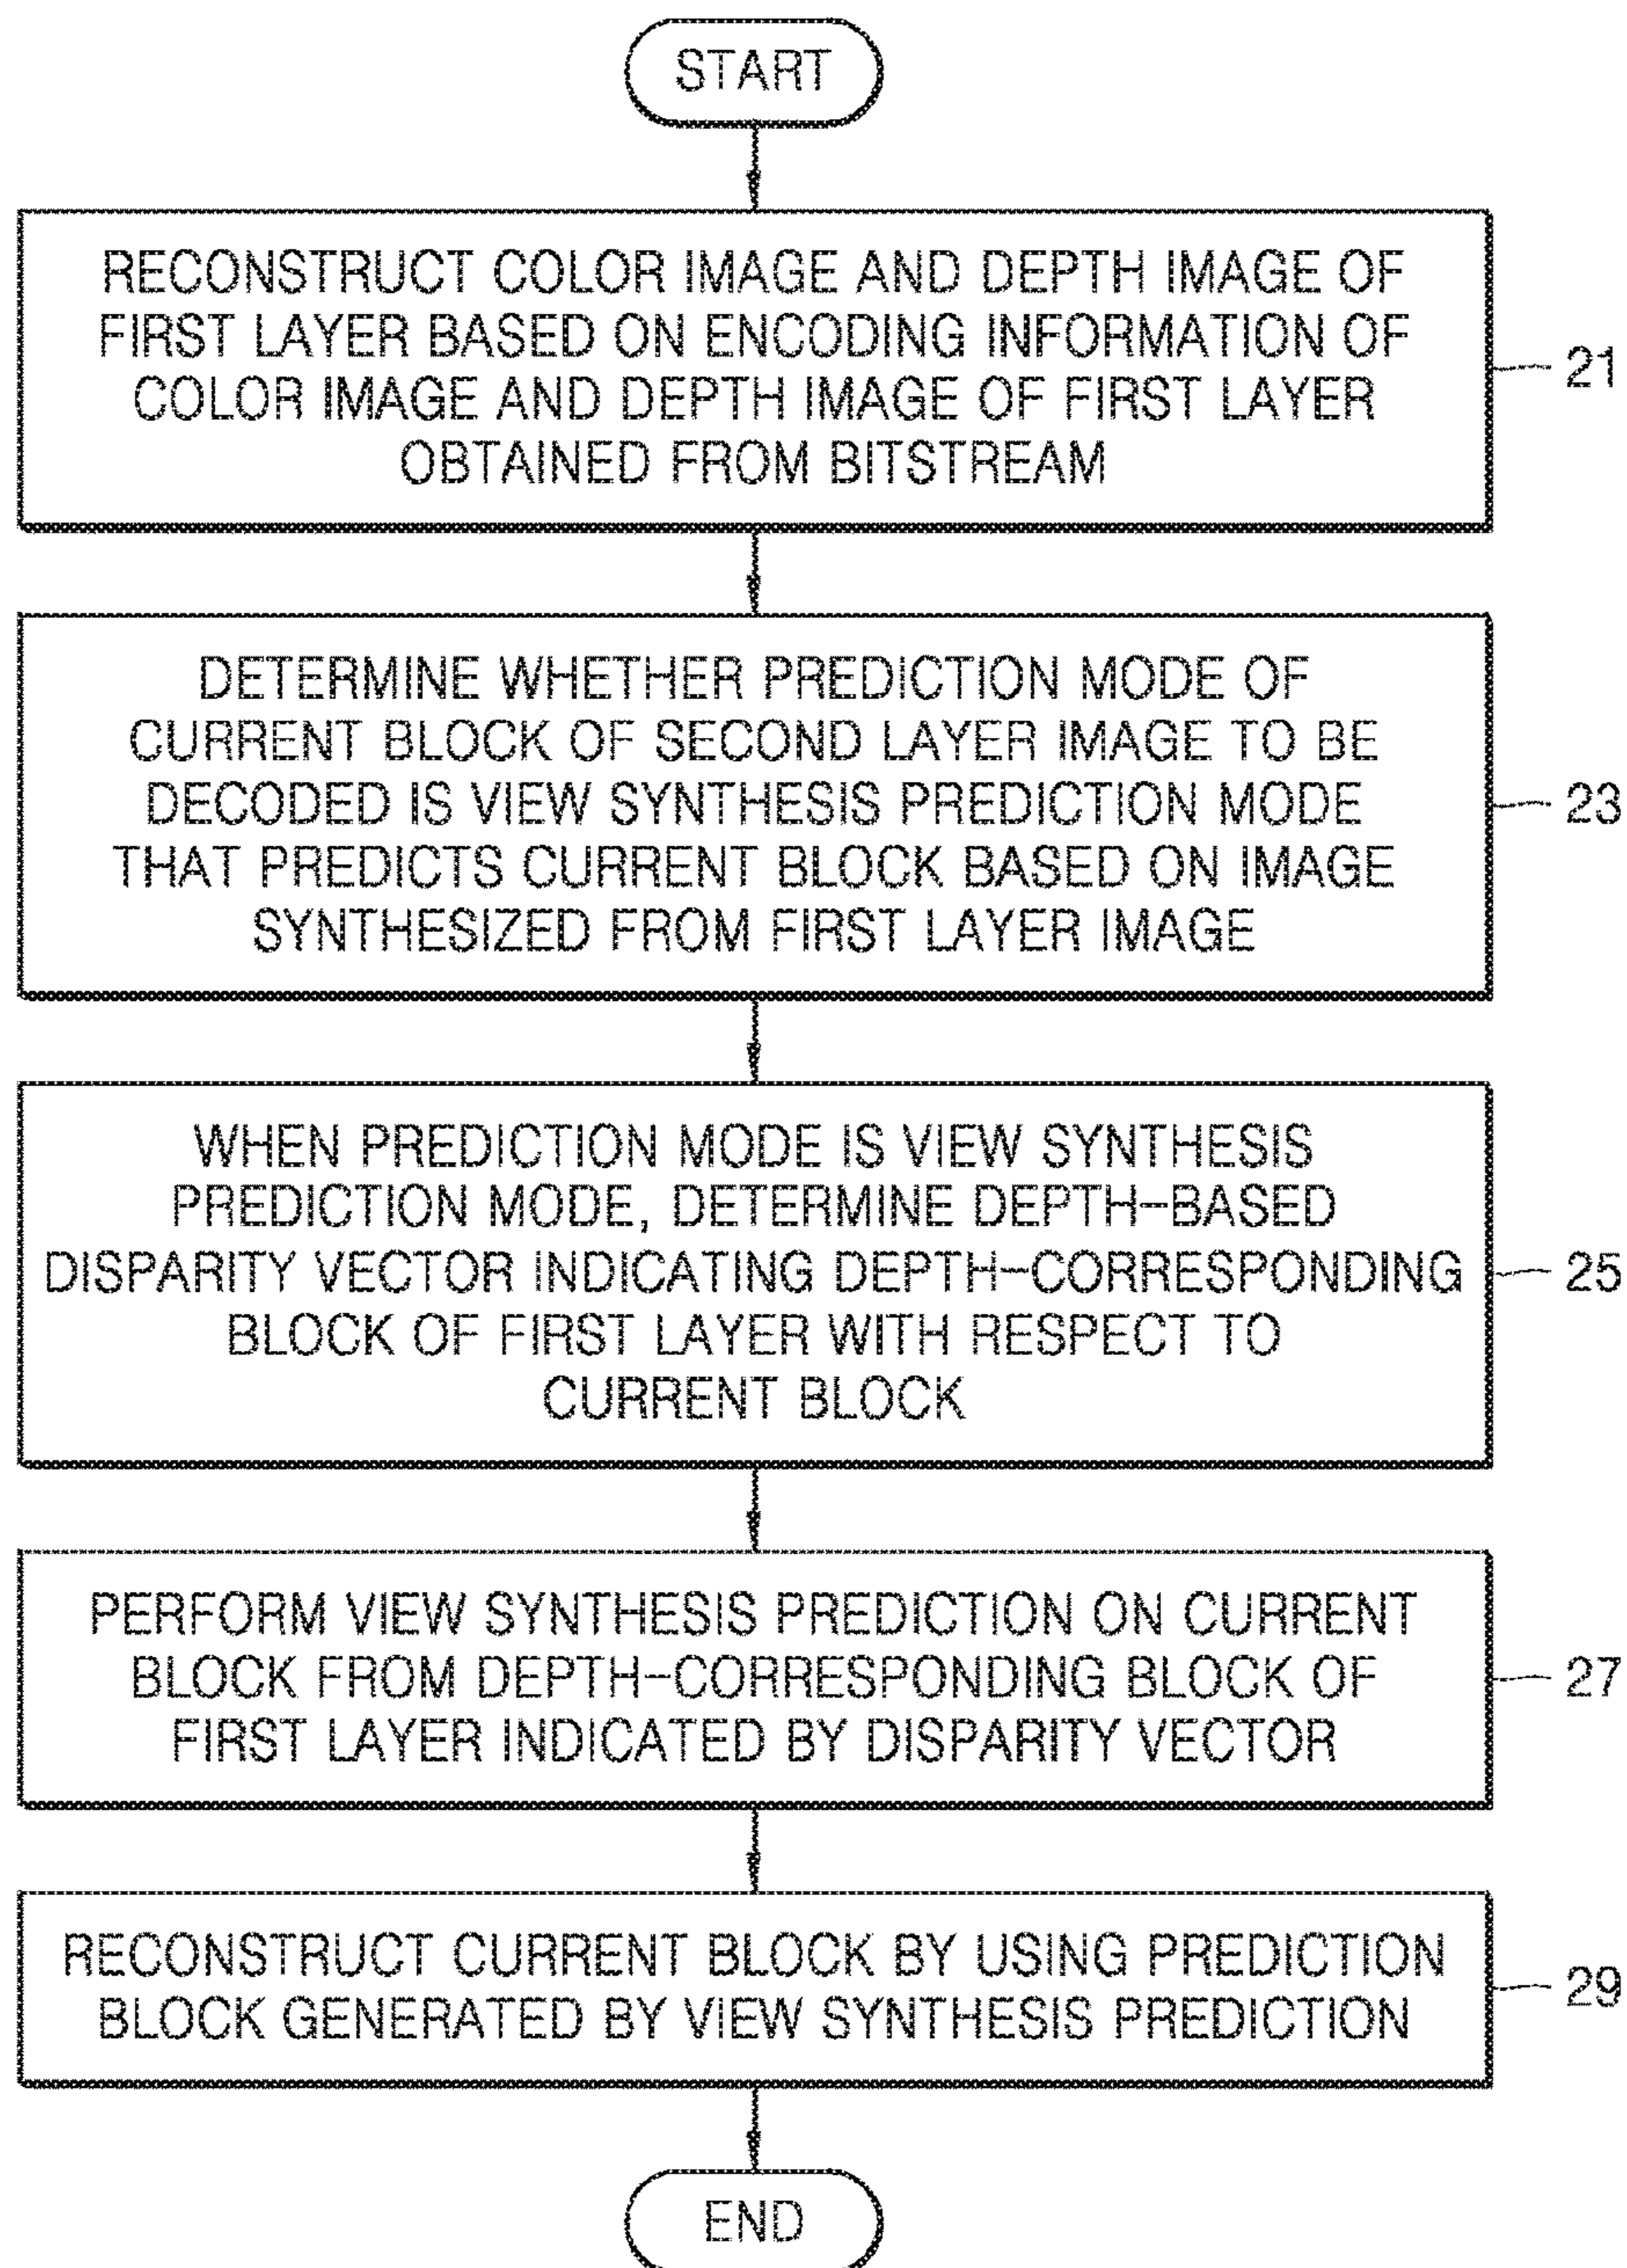 START
RECONSTRUCT COLOR IMAGE AND DEPTH IMAGE OF
FIRST LAYER BASED ON ENCODING INFORMATION OF
COLOR IMAGE AND DEPTH IMAGE OF FIRST LAYER
OBTAINED FROM BITSTREAM
21
DETERMINE WHETHER PREDICTION MODE OF
CURRENT BLOCK OF SECOND LAYER IMAGE TO BE
DECODED IS VIEW SYNTHESIS PREDICTION MODE
THAT PREDICTS CURRENT BLOCK BASED ON IMAGE
SYNTHESIZED FROM FIRST LAYER IMAGE
23
WHEN PREDICTION MODE IS VIEW SYNTHESIS
PREDICTION MODE, DETERMINE DEPTH-BASED
DISPARITY VECTOR INDICATING DEPTH-CORRESPONDING
BLOCK OF FIRST LAYER WITH RESPECT TO
CURRENT BLOCK
25
PERFORM VIEW SYNTHESIS PREDICTION ON CURRENT
BLOCK FROM DEPTH-CORRESPONDING BLOCK OF
FIRST LAYER INDICATED BY DISPARITY VECTOR
27
RECONSTRUCT CURRENT BLOCK BY USING PREDICTION
BLOCK GENERATED BY VIEW SYNTHESIS PREDICTION
29
END